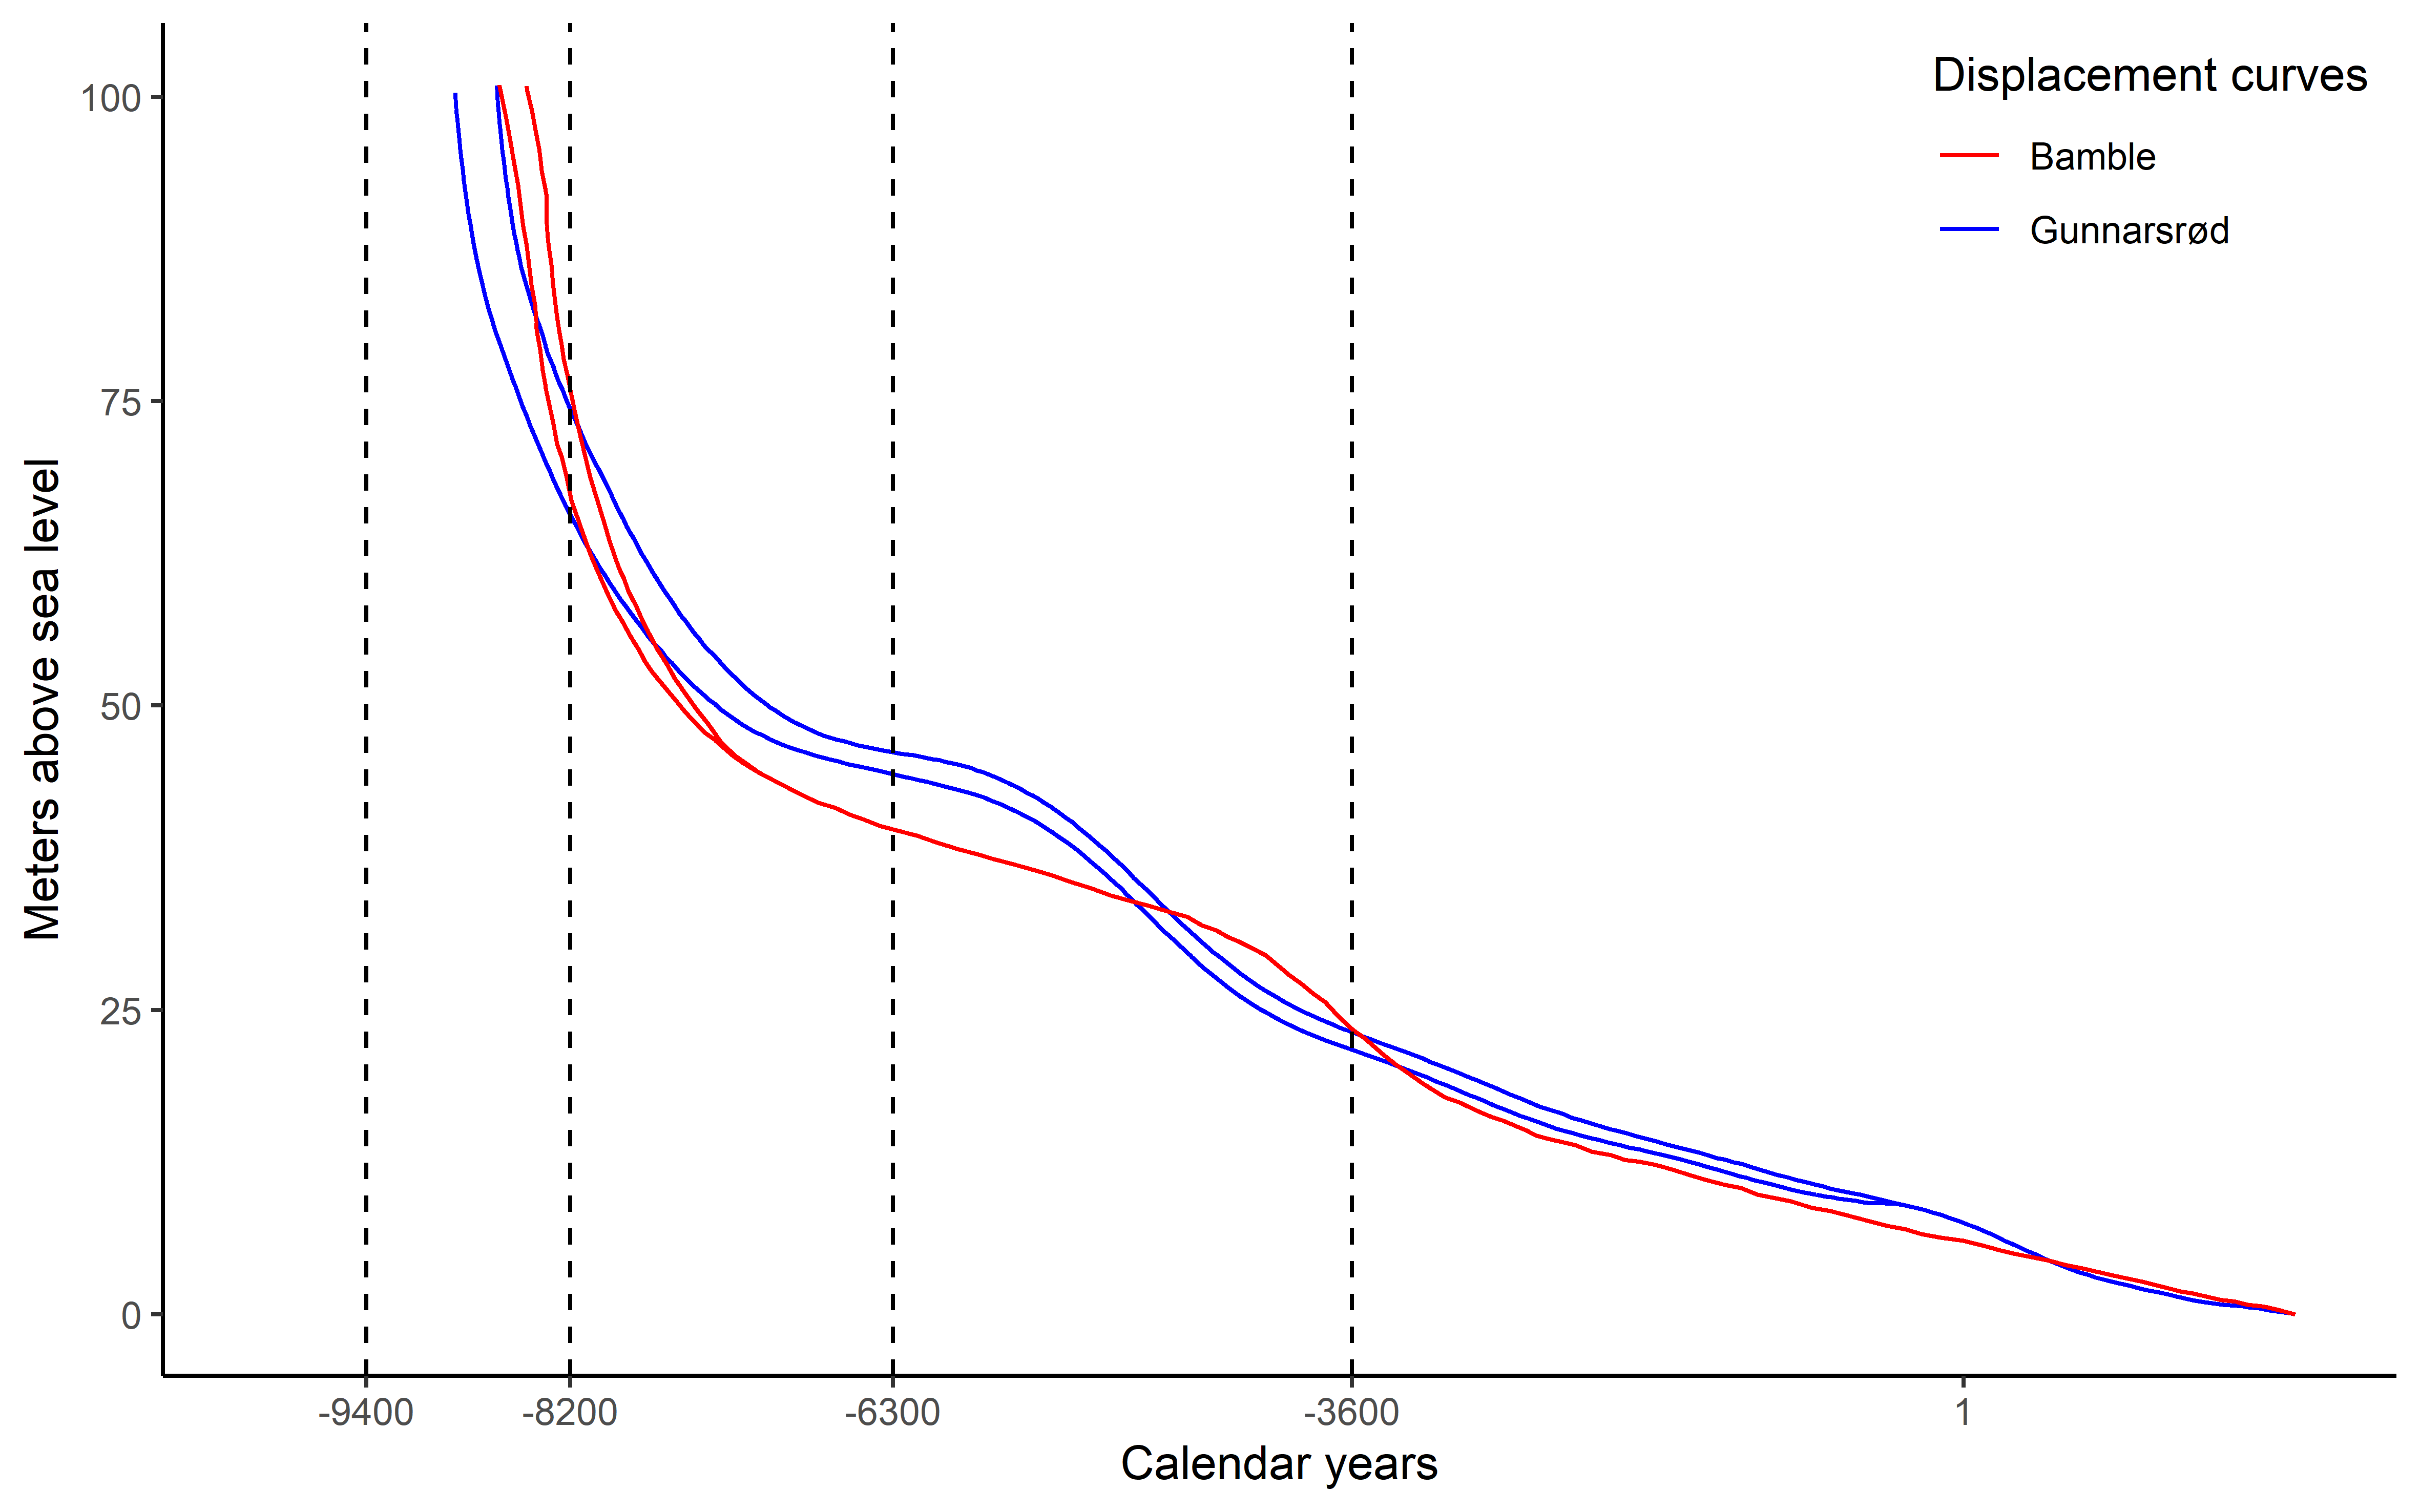 Displacement curves
Bamble
Gunnarsrød
100
75
50
25
0
Meters above sea level
-9400 -8200 -6300 -3600 1
Calendar years